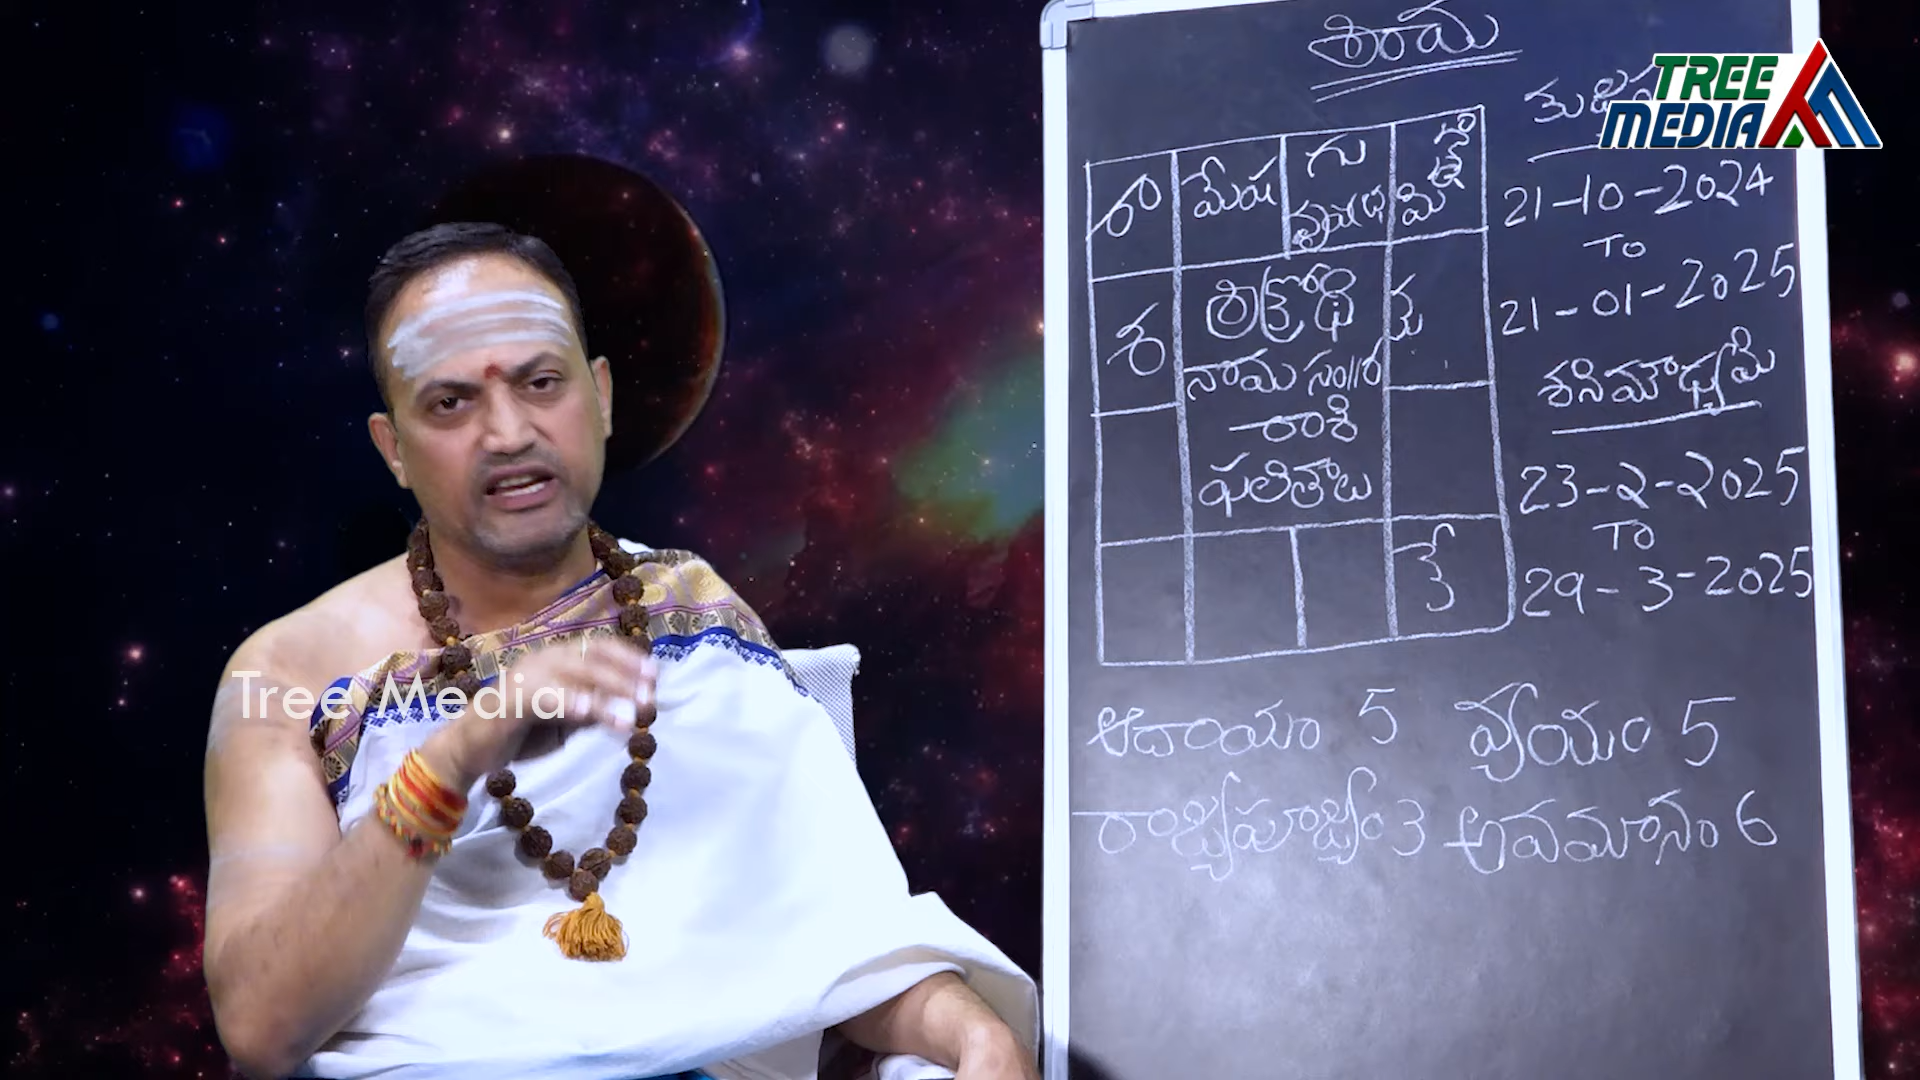 శ్రీరామ
TREE
MEDIA
21-10-2024
TO
21-01-2025
రా
మేష
గు
వృషభ
మి
శ
శ్రీ క్రోధి
నామ సం॥ర
రాశి
ఫలితాలు
శనిమౌఢ్యమి
23-2-2025
TO
29-3-2025
కే
ఆదాయం 5 వ్యయం 5
రాజ్యపూజ్యం 3 అవమానం 6
Tree Media